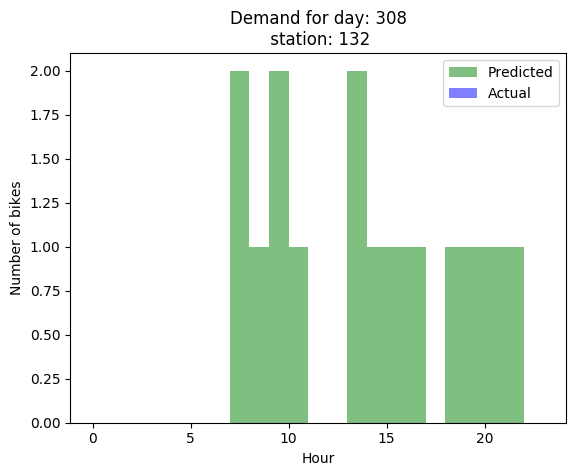 Demand for day: 308
station: 132
Predicted
Actual
2.00
1.75
1.50
1.25
1.00
0.75
0.50
0.25
0.00
Number of bikes
0 5 10 15 20
Hour